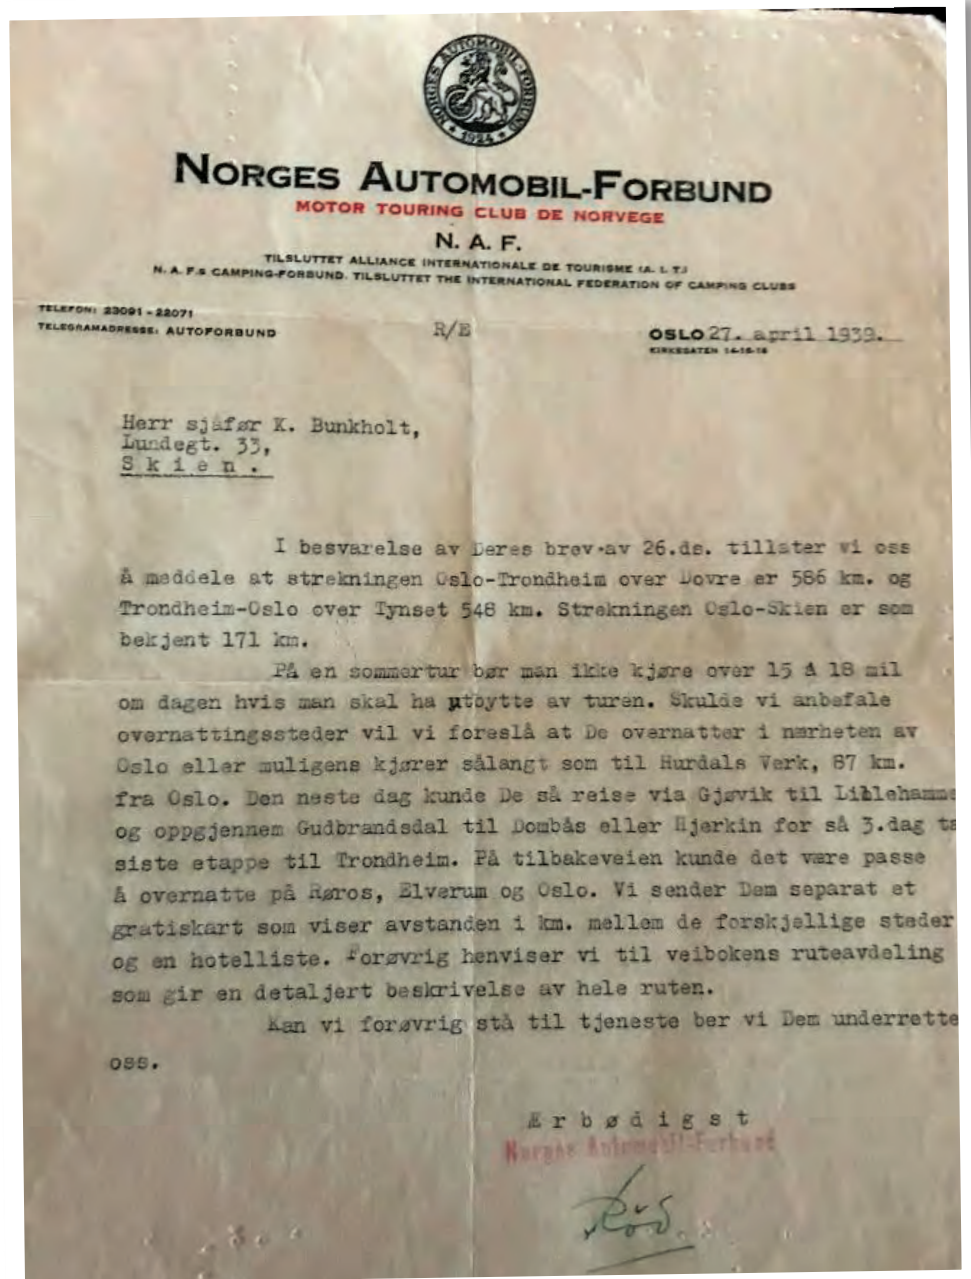 NORGES AUTOMOBIL-FORBUND
* 1924 *
NORGES AUTOMOBIL-FORBUND
MOTOR TOURING CLUB DE NORVEGE
N. A. F.
TILSLUTTET ALLIANCE INTERNATIONALE DE TOURISME (A. I. T.)
N. A. F.s CAMPING-FORBUND. TILSLUTTET THE INTERNATIONAL FEDERATION OF CAMPING CLUBS
TELEFON: 23091 - 22071
TELEGRAMADRESSE: AUTOFORBUND
R/E
OSLO 27. april 1939.
KIRKEGATEN 14-16-18
Herr sjåfør K. Bunkholt,
Lundegt. 33,
S k i e n .
I besvarelse av Deres brev av 26.ds. tillater vi oss
å meddele at strekningen Oslo-Trondheim over Dovre er 586 km. og
Trondheim-Oslo over Tynset 548 km. Strekningen Oslo-Skien er som
bekjent 171 km.
På en sommertur bør man ikke kjøre over 15 à 18 mil
om dagen hvis man skal ha utbytte av turen. Skulde vi anbefale
overnattingssteder vil vi foreslå at De overnatter i nærheten av
Oslo eller muligens kjører sålangt som til Hurdals Verk, 87 km.
fra Oslo. Den neste dag kunde De så reise via Gjøvik til Lillehamme
og oppgjennem Gudbrandsdal til Dombås eller Hjerkin for så 3.dag ta
siste etappe til Trondheim. På tilbakeveien kunde det være passe
å overnatte på Røros, Elverum og Oslo. Vi sender Dem separat et
gratiskart som viser avstanden i km. mellem de forskjellige steder
og en hotelliste. Forøvrig henviser vi til veibokens ruteavdeling
som gir en detaljert beskrivelse av hele ruten.
Kan vi forøvrig stå til tjeneste ber vi Dem underrette
oss.
Æ r b ø d i g s t
Norges Automobil-Forbund